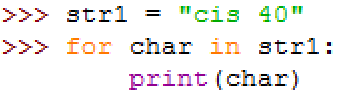 >>> str1 = "cis 40"
>>> for char in str1:
        print(char)